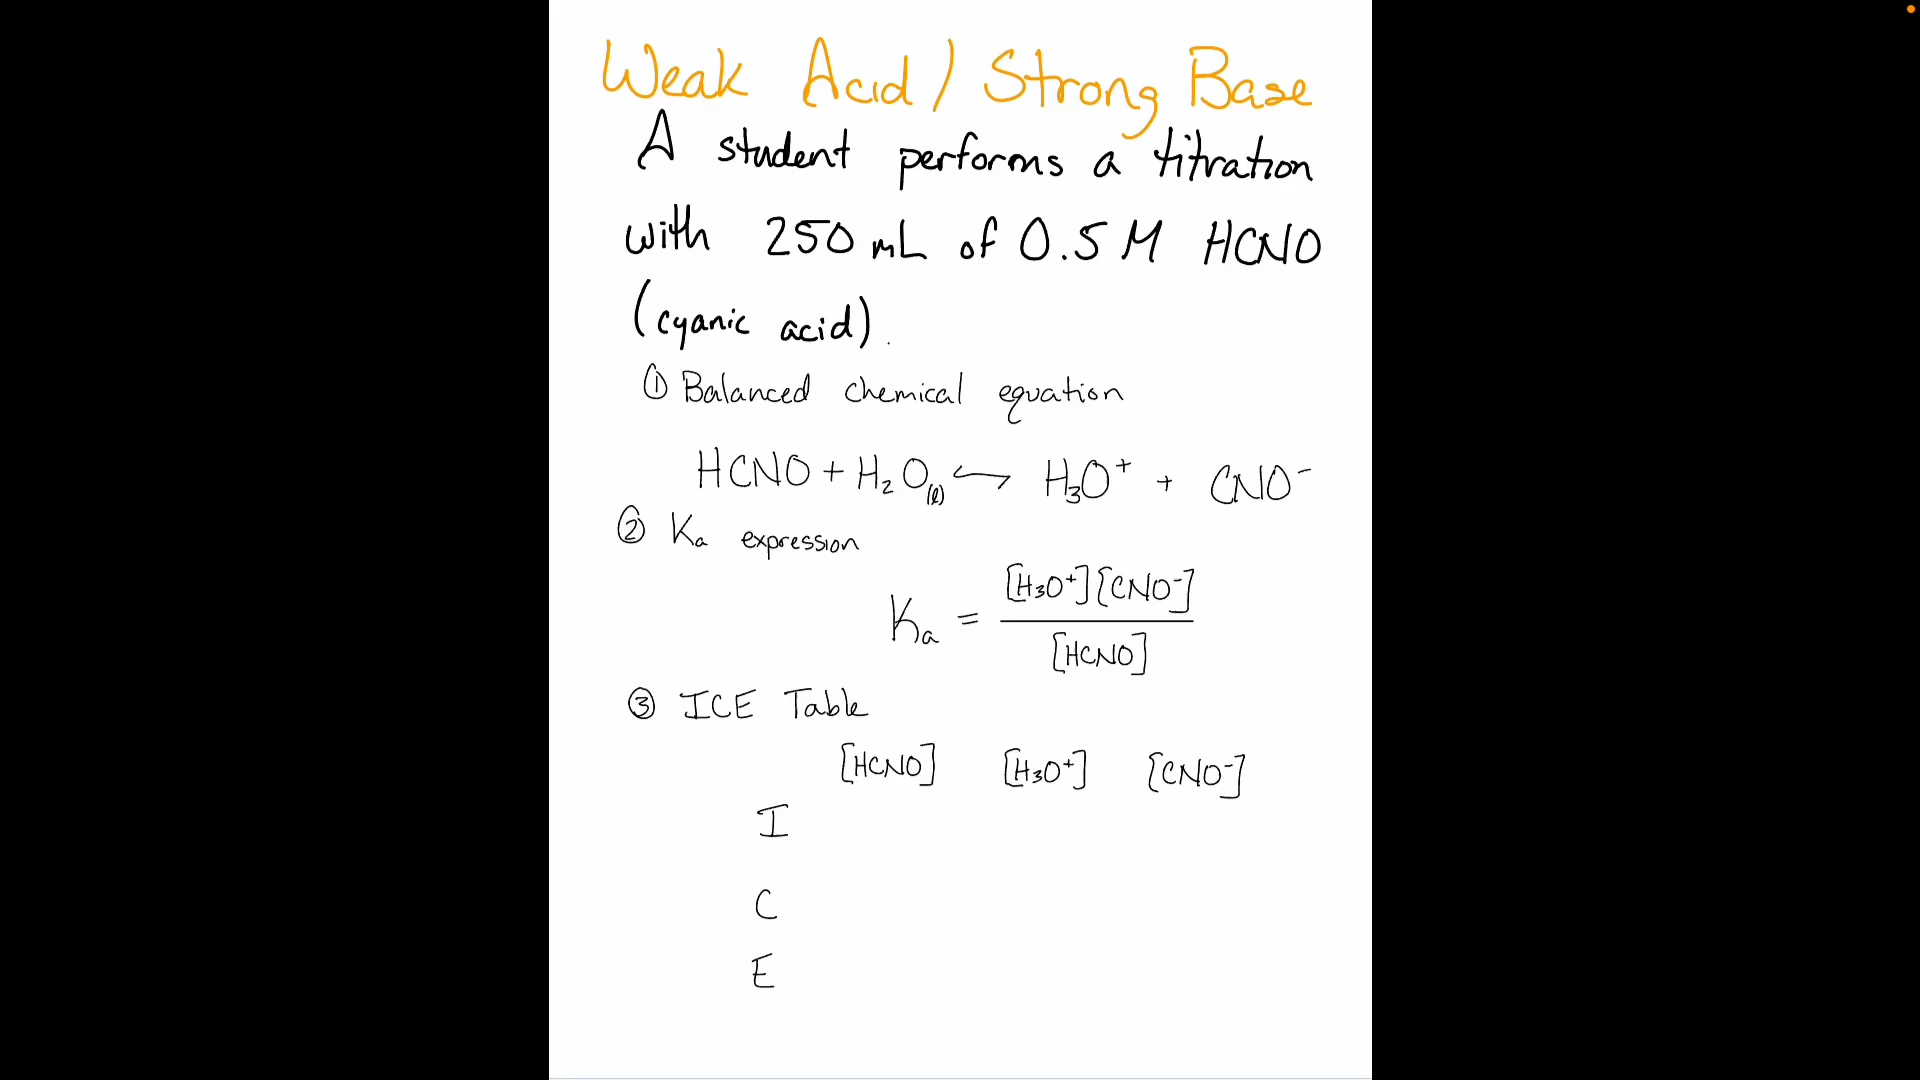 Weak Acid / Strong Base
A student performs a titration
with 250 mL of 0.5 M HCNO
(cyanic acid).
① Balanced chemical equation
HCNO + H₂O(l) ⇌ H₃O⁺ + CNO⁻
② Ka expression
Ka = [H₃O⁺][CNO⁻] / [HCNO]
③ ICE Table
[HCNO] [H₃O⁺] [CNO⁻]
I
C
E